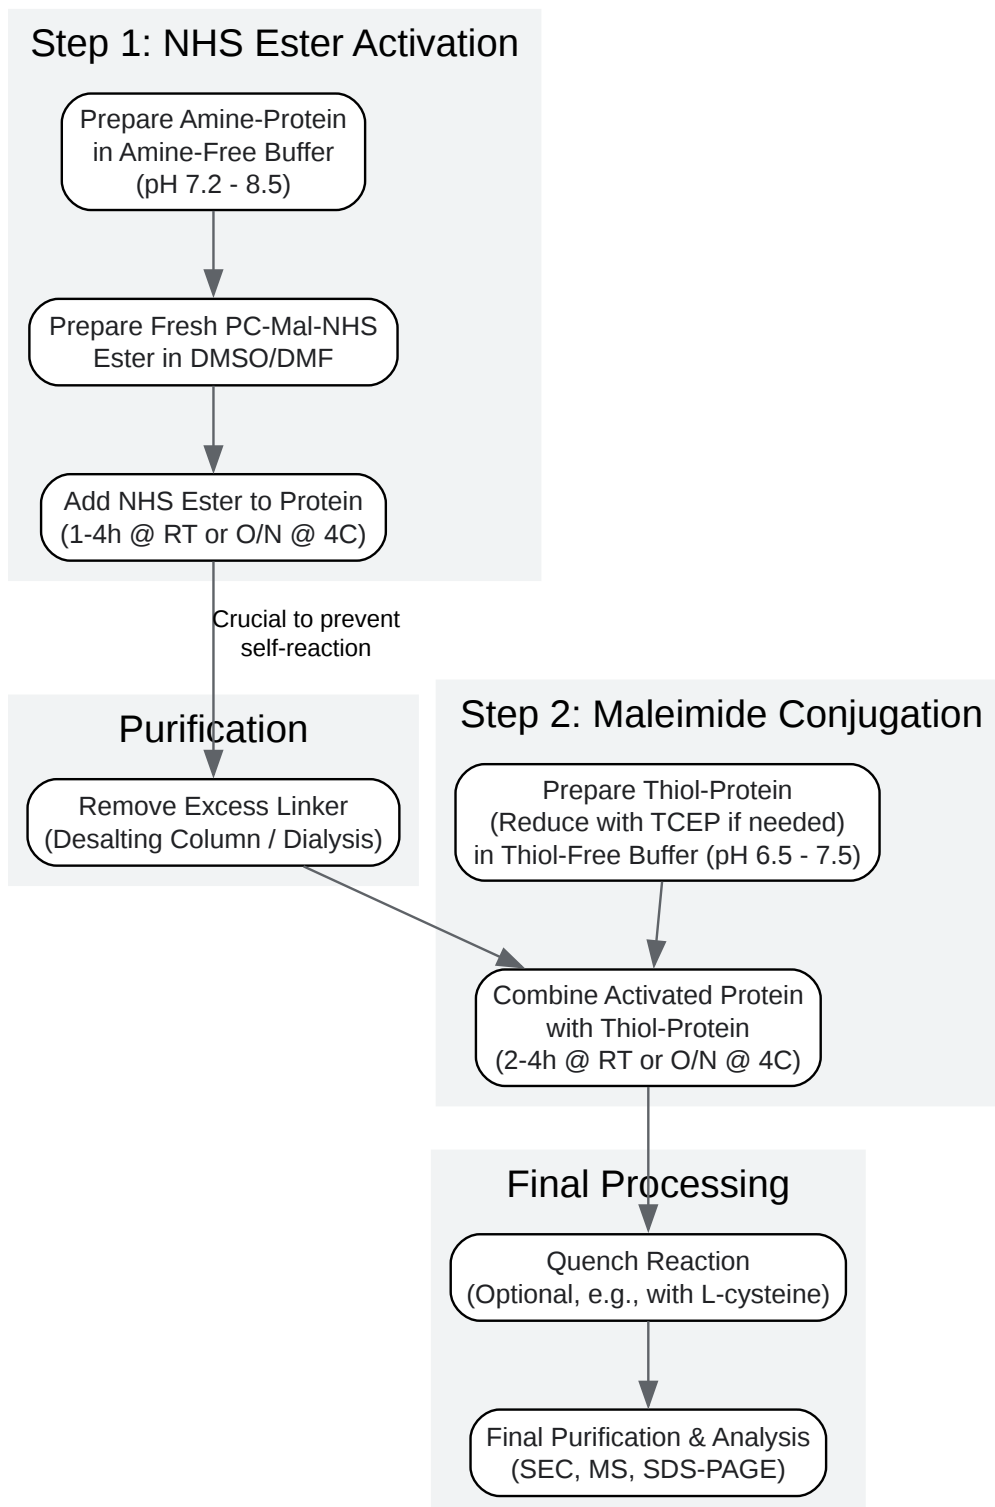 Step 1: NHS Ester Activation
Prepare Amine-Protein
in Amine-Free Buffer
(pH 7.2 - 8.5)
Prepare Fresh PC-Mal-NHS
Ester in DMSO/DMF
Add NHS Ester to Protein
(1-4h @ RT or O/N @ 4C)
Crucial to prevent
self-reaction
Purification
Remove Excess Linker
(Desalting Column / Dialysis)
Step 2: Maleimide Conjugation
Prepare Thiol-Protein
(Reduce with TCEP if needed)
in Thiol-Free Buffer (pH 6.5 - 7.5)
Combine Activated Protein
with Thiol-Protein
(2-4h @ RT or O/N @ 4C)
Final Processing
Quench Reaction
(Optional, e.g., with L-cysteine)
Final Purification & Analysis
(SEC, MS, SDS-PAGE)